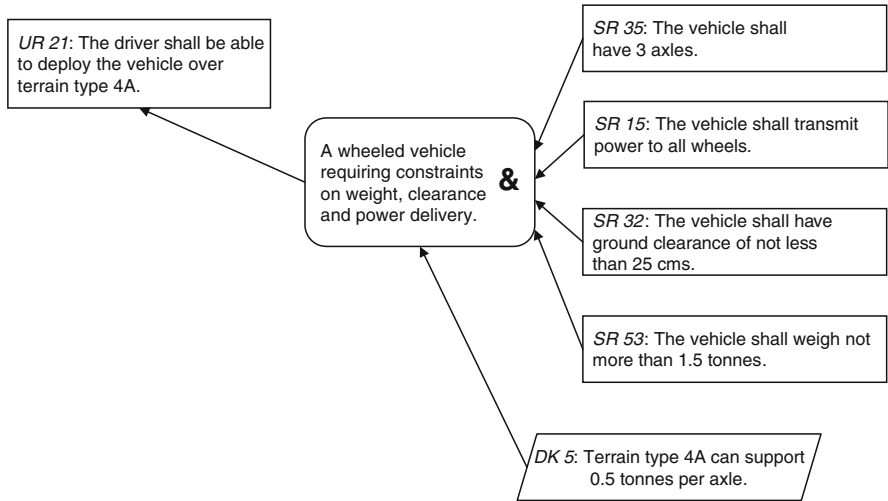 UR 21: The driver shall be able
to deploy the vehicle over
terrain type 4A.
A wheeled vehicle
requiring constraints
on weight, clearance
and power delivery.
&
SR 35: The vehicle shall
have 3 axles.
SR 15: The vehicle shall transmit
power to all wheels.
SR 32: The vehicle shall have
ground clearance of not less
than 25 cms.
SR 53: The vehicle shall weigh not
more than 1.5 tonnes.
DK 5: Terrain type 4A can support
0.5 tonnes per axle.